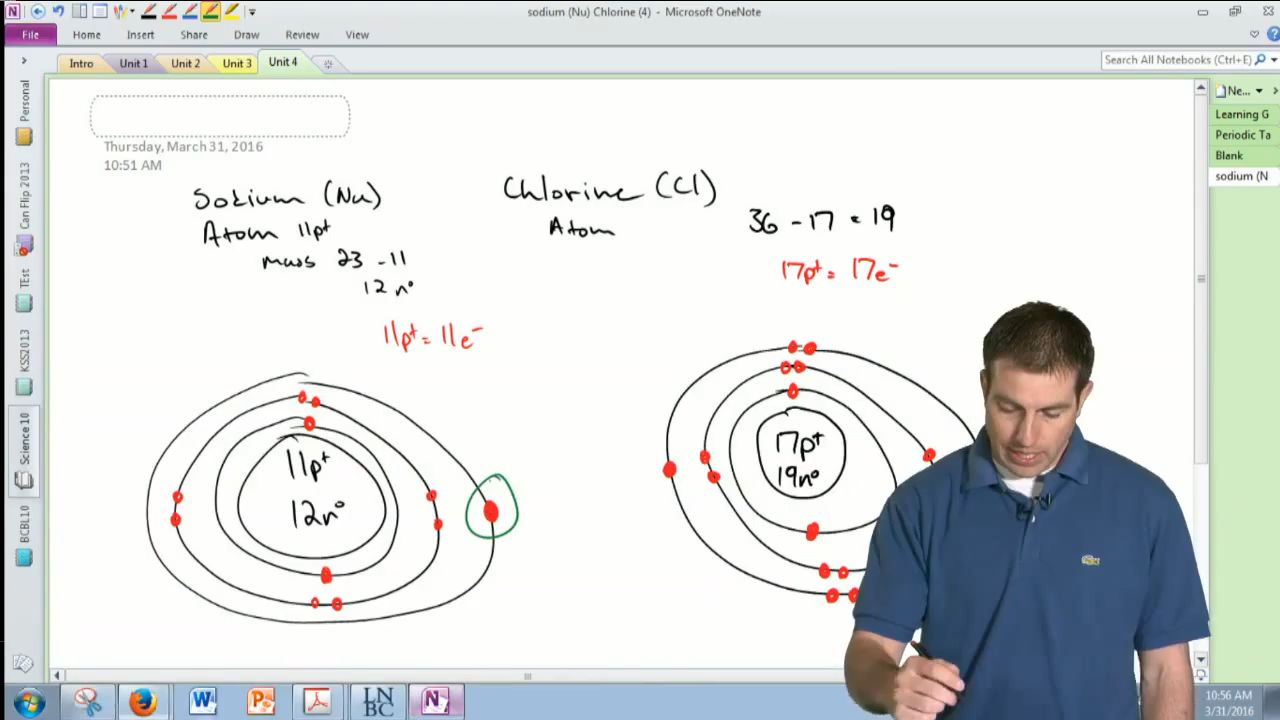 sodium (Nu) Chlorine (4) - Microsoft OneNote
File Home Insert Share Draw Review View
Intro Unit 1 Unit 2 Unit 3 Unit 4
Search All Notebooks (Ctrl+E)
Personal
Can Flip 2013
TEst
KSS2013
Science 10
BCBL10
Ne...
Learning G
Periodic Ta
Blank
sodium (N
Thursday, March 31, 2016
10:51 AM
Sodium (Na)
Atom 11p⁺
mass 23 -11
12 n°
11p⁺ = 11e⁻
Chlorine (Cl)
Atom
36 - 17 = 19
17p⁺ = 17e⁻
11p⁺
12n°
17p⁺
19n°
W
P
LN
BC
N
10:56 AM
3/31/2016